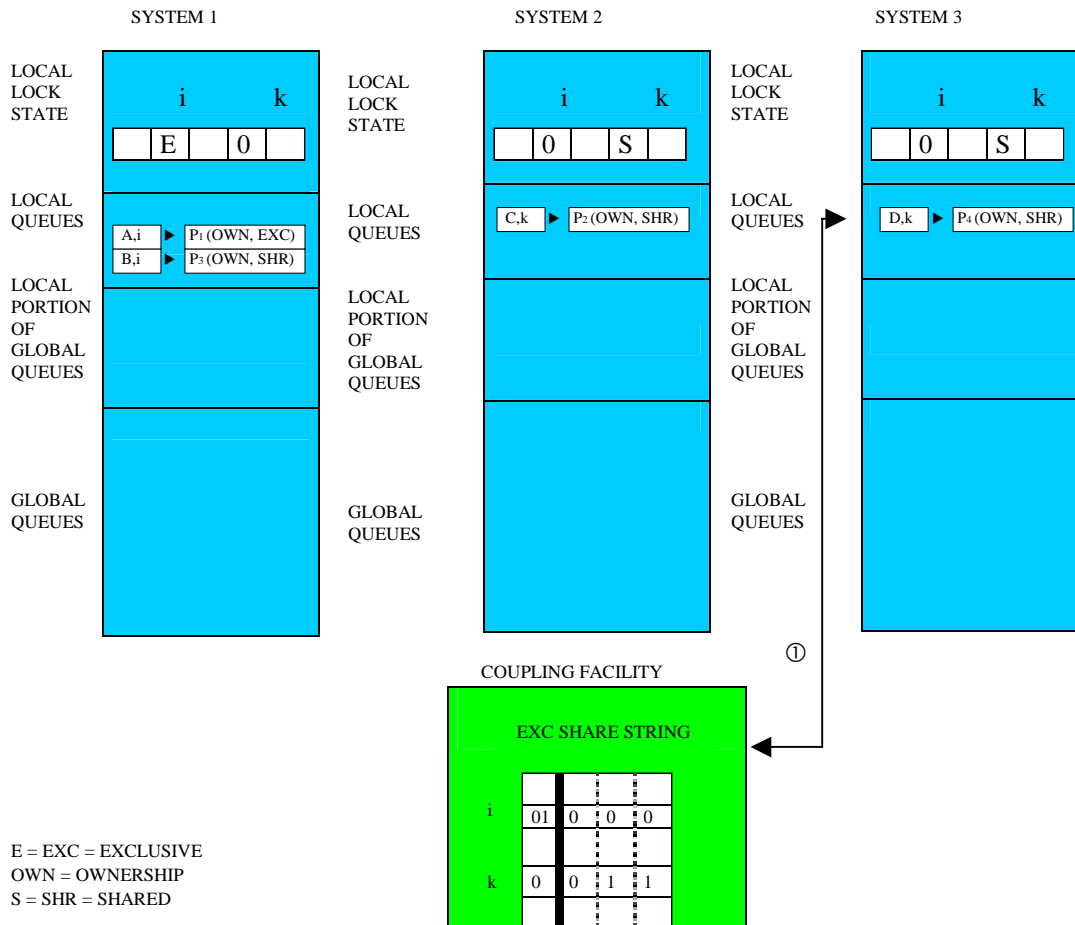 SYSTEM 1
SYSTEM 2
SYSTEM 3
LOCAL
LOCK
STATE
i k
E 0
LOCAL
QUEUES
A,i P1 (OWN, EXC)
B,i P3 (OWN, SHR)
LOCAL
PORTION
OF
GLOBAL
QUEUES
GLOBAL
QUEUES
LOCAL
LOCK
STATE
i k
0 S
LOCAL
QUEUES
C,k P2 (OWN, SHR)
LOCAL
PORTION
OF
GLOBAL
QUEUES
GLOBAL
QUEUES
LOCAL
LOCK
STATE
i k
0 S
LOCAL
QUEUES
D,k P4 (OWN, SHR)
LOCAL
PORTION
OF
GLOBAL
QUEUES
GLOBAL
QUEUES
①
COUPLING FACILITY
EXC SHARE STRING
i 01 0 0 0
k 0 0 1 1
E = EXC = EXCLUSIVE
OWN = OWNERSHIP
S = SHR = SHARED